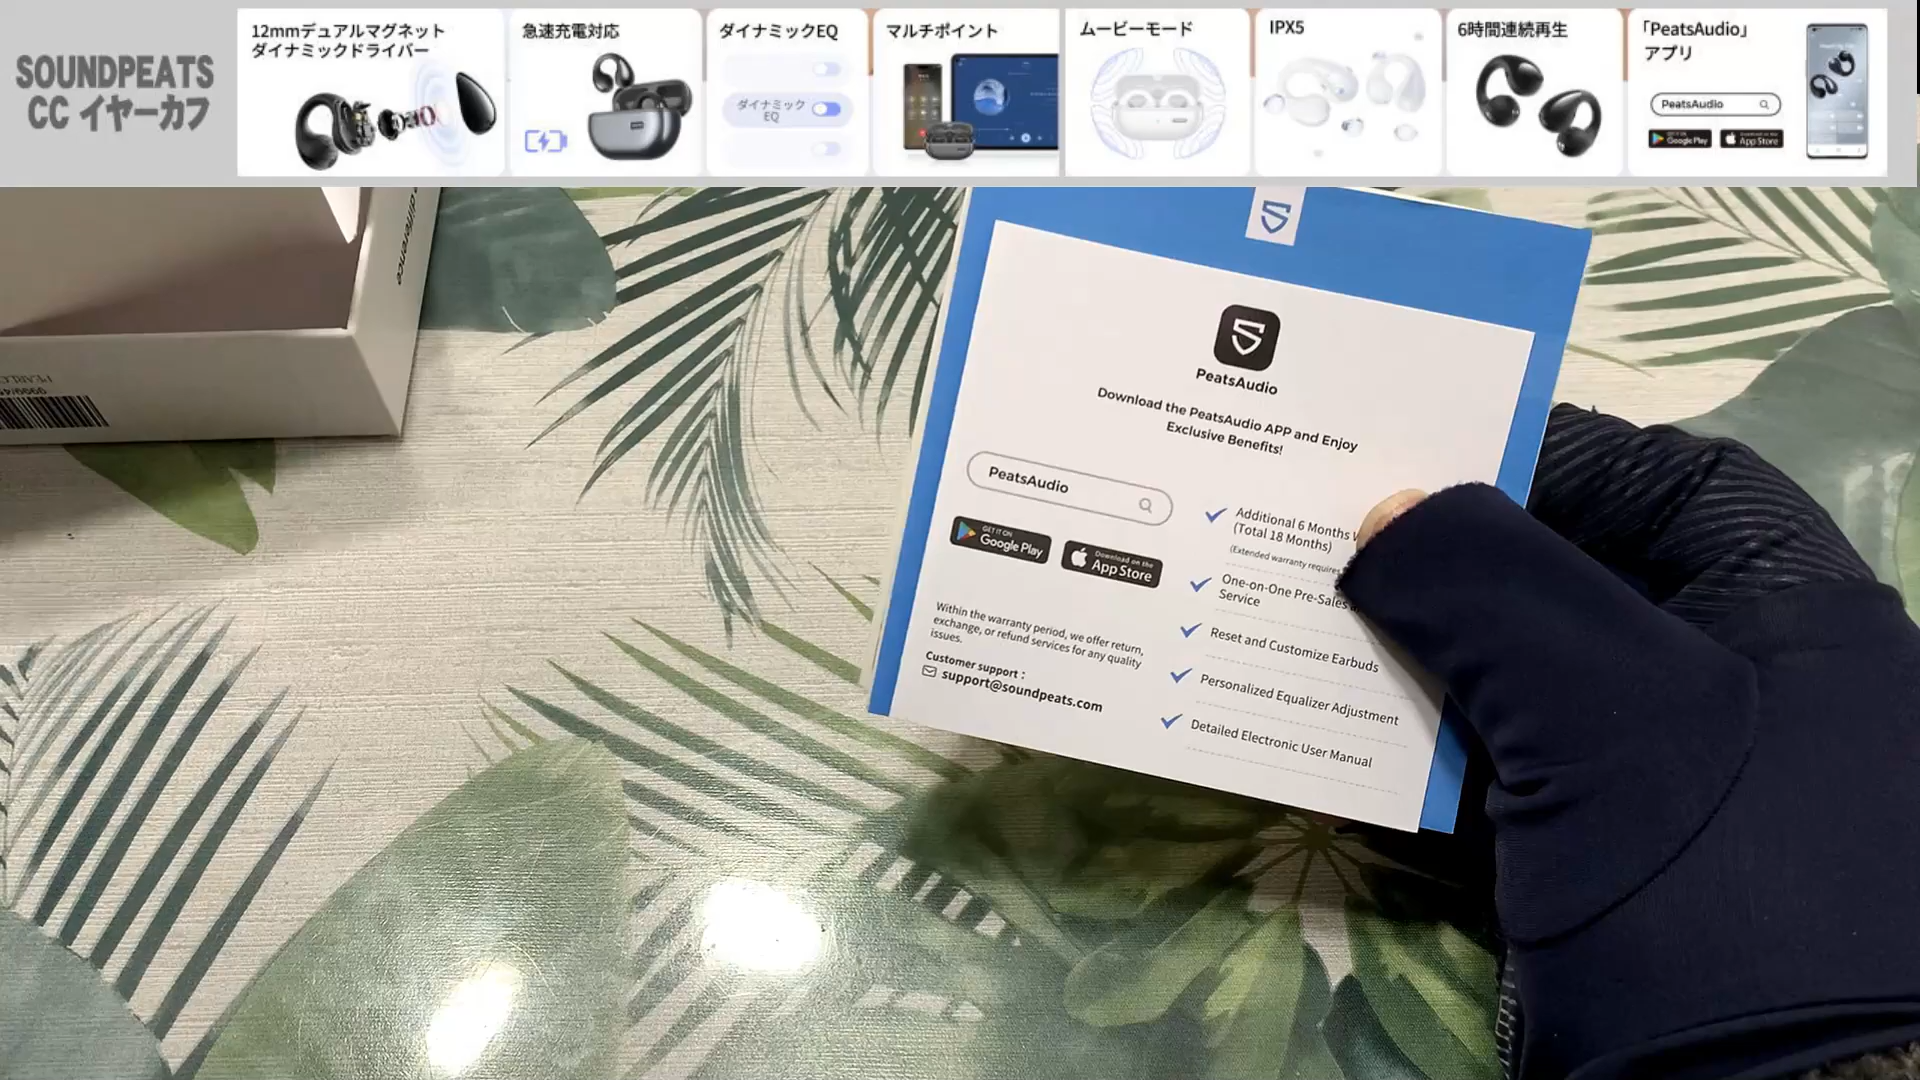 SOUNDPEATS
CC イヤーカフ
12mmデュアルマグネット
ダイナミックドライバー
急速充電対応
ダイナミックEQ
ダイナミック
EQ
マルチポイント
ムービーモード
IPX5
6時間連続再生
「PeatsAudio」
アプリ
PeatsAudio
GET IT ON
Google Play
Download on the
App Store
difference
PeatsAudio
Download the PeatsAudio APP and Enjoy
Exclusive Benefits!
PeatsAudio
GET IT ON
Google Play
Download on the
App Store
Within the warranty period, we offer return,
exchange, or refund services for any quality
issues.
Customer support :
support@soundpeats.com
Additional 6 Months
(Total 18 Months)
(Extended warranty requires
One-on-One Pre-Sales
Service
Reset and Customize Earbuds
Personalized Equalizer Adjustment
Detailed Electronic User Manual